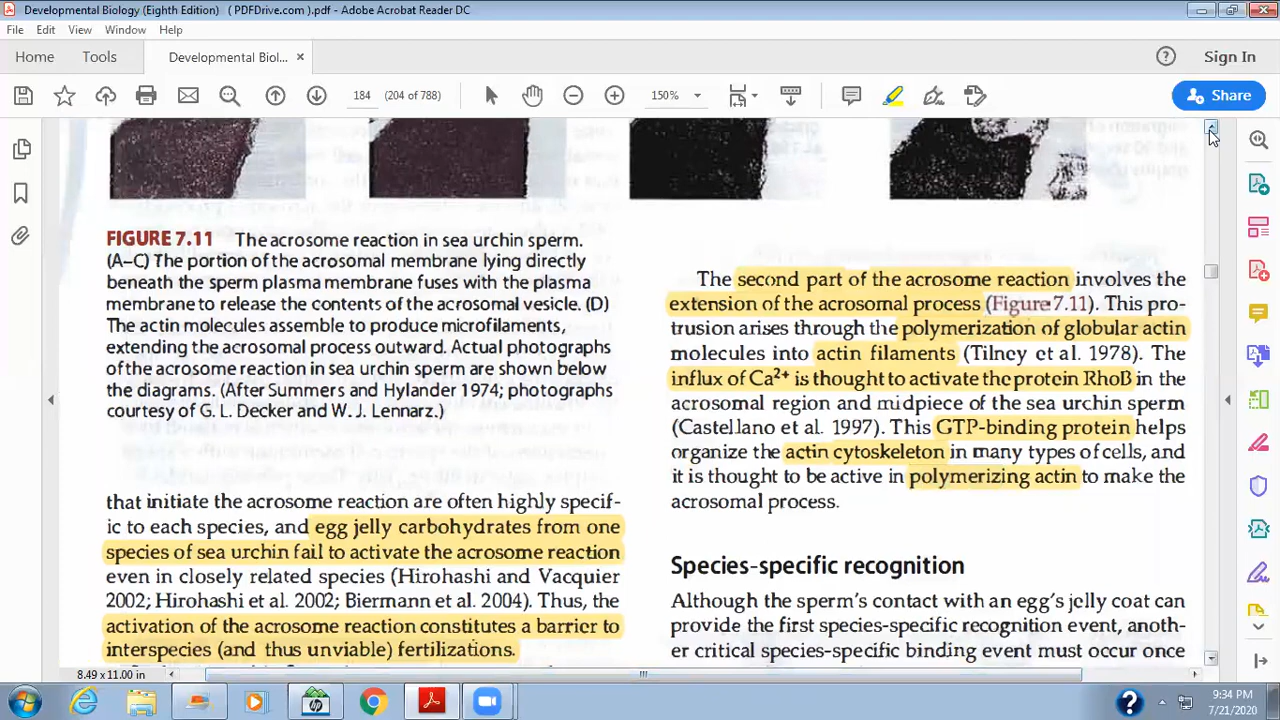 Developmental Biology (Eighth Edition) ( PDFDrive.com ).pdf - Adobe Acrobat Reader DC
File Edit View Window Help
Home Tools Developmental Biol... ×
Sign In
184 (204 of 788) 150% Share
FIGURE 7.11 The acrosome reaction in sea urchin sperm.
(A–C) The portion of the acrosomal membrane lying directly
beneath the sperm plasma membrane fuses with the plasma
membrane to release the contents of the acrosomal vesicle. (D)
The actin molecules assemble to produce microfilaments,
extending the acrosomal process outward. Actual photographs
of the acrosome reaction in sea urchin sperm are shown below
the diagrams. (After Summers and Hylander 1974; photographs
courtesy of G. L. Decker and W. J. Lennarz.)
that initiate the acrosome reaction are often highly specif-
ic to each species, and egg jelly carbohydrates from one
species of sea urchin fail to activate the acrosome reaction
even in closely related species (Hirohashi and Vacquier
2002; Hirohashi et al. 2002; Biermann et al. 2004). Thus, the
activation of the acrosome reaction constitutes a barrier to
interspecies (and thus unviable) fertilizations.
The second part of the acrosome reaction involves the
extension of the acrosomal process (Figure 7.11). This pro-
trusion arises through the polymerization of globular actin
molecules into actin filaments (Tilney et al. 1978). The
influx of Ca²⁺ is thought to activate the protein RhoB in the
acrosomal region and midpiece of the sea urchin sperm
(Castellano et al. 1997). This GTP-binding protein helps
organize the actin cytoskeleton in many types of cells, and
it is thought to be active in polymerizing actin to make the
acrosomal process.
Species-specific recognition
Although the sperm's contact with an egg's jelly coat can
provide the first species-specific recognition event, anoth-
er critical species-specific binding event must occur once
8.49 x 11.00 in
9:34 PM
7/21/2020